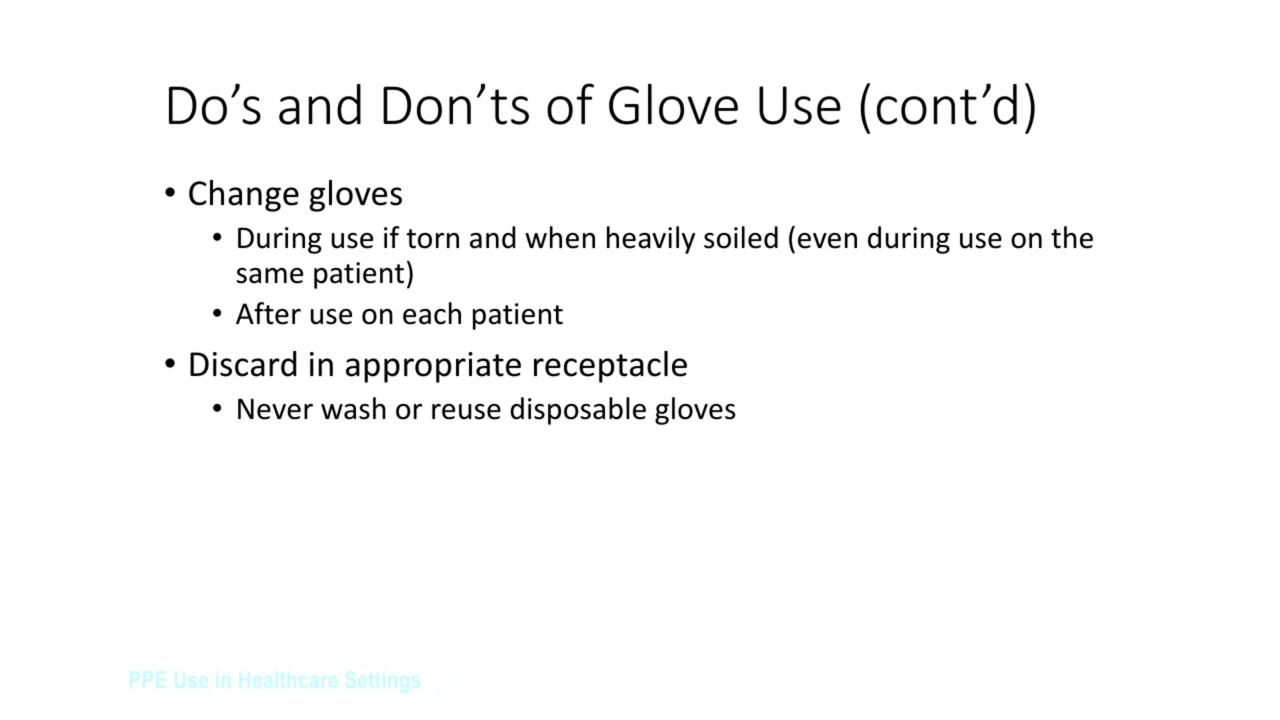 Do’s and Don’ts of Glove Use (cont’d)
• Change gloves
• During use if torn and when heavily soiled (even during use on the
same patient)
• After use on each patient
• Discard in appropriate receptacle
• Never wash or reuse disposable gloves
PPE Use in Healthcare Settings